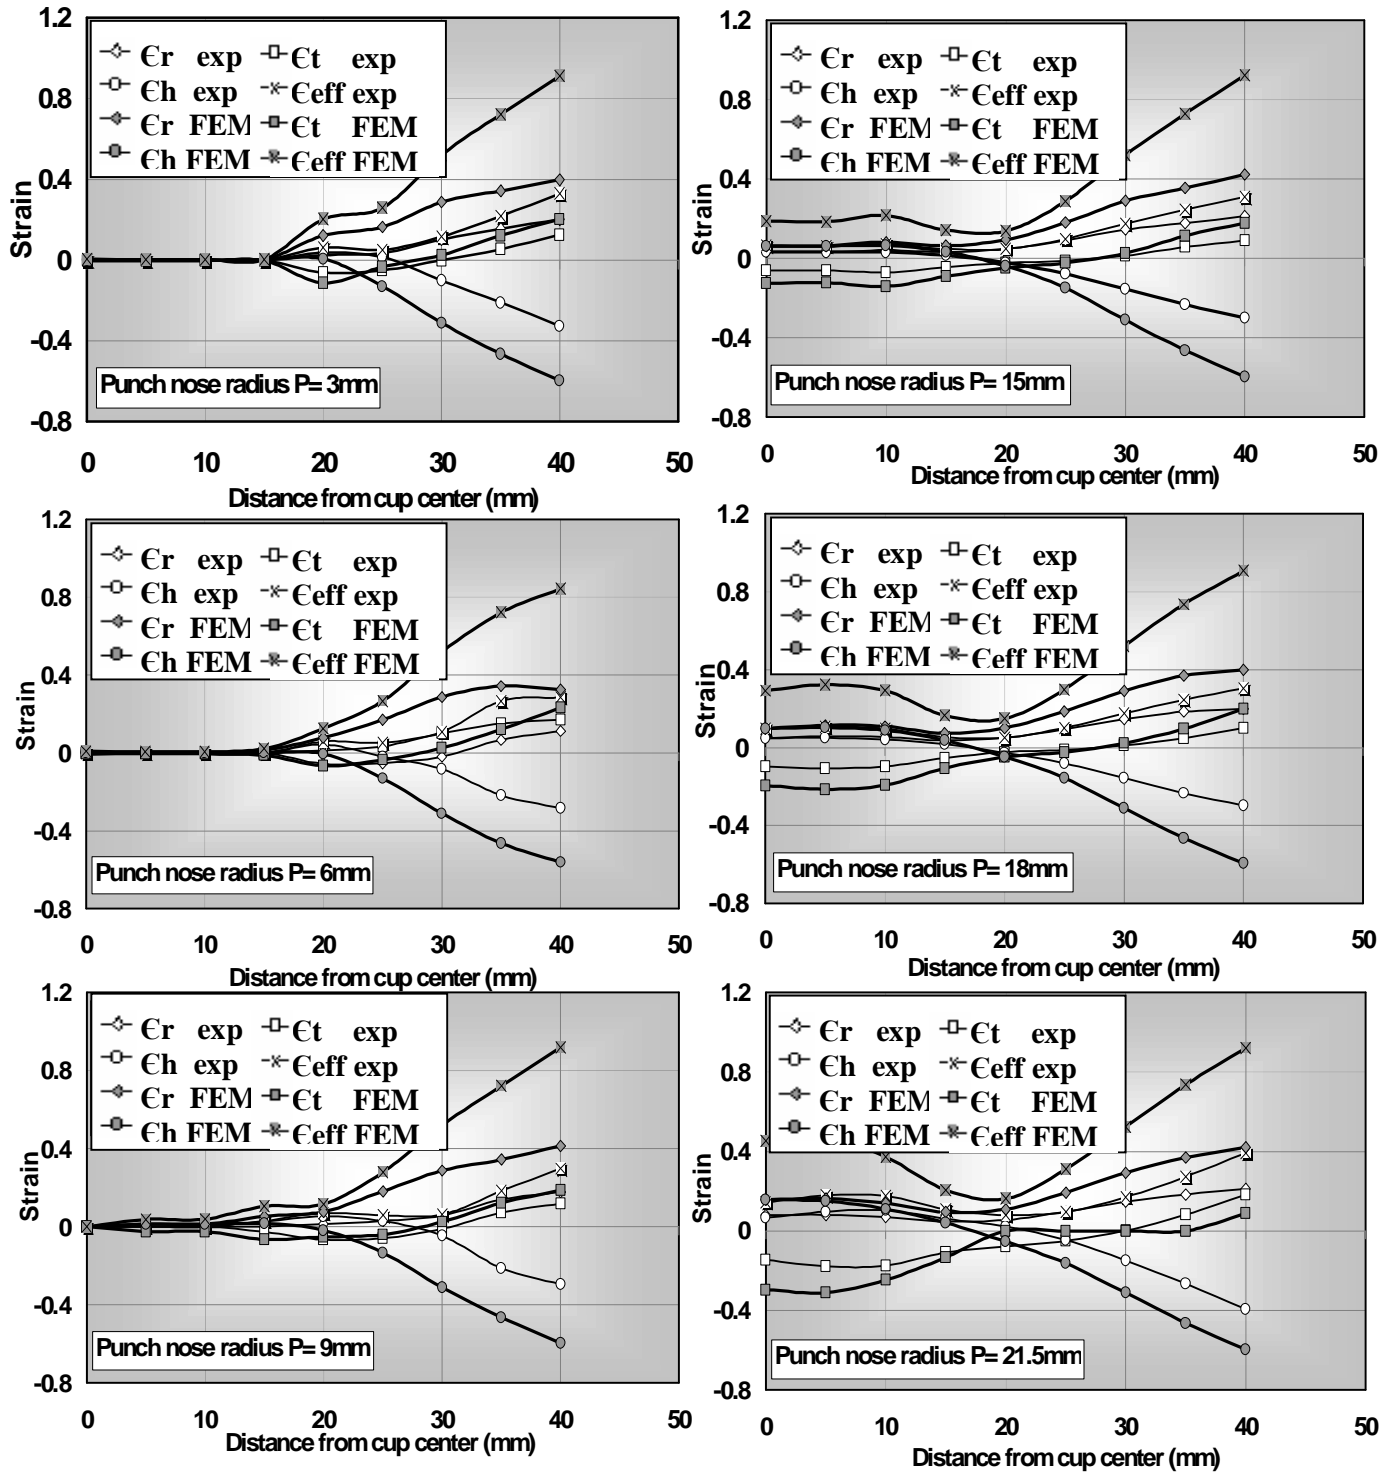 1.2
0.8
0.4
0
-0.4
-0.8
Strain
Єr exp Єt exp
Єh exp Єeff exp
Єr FEM Єt FEM
Єh FEM Єeff FEM
Punch nose radius P= 3mm
0 10 20 30 40 50
Distance from cup center (mm)
1.2
0.8
0.4
0
-0.4
-0.8
Strain
Єr exp Єt exp
Єh exp Єeff exp
Єr FEM Єt FEM
Єh FEM Єeff FEM
Punch nose radius P= 15mm
0 10 20 30 40 50
Distance from cup center (mm)
1.2
0.8
0.4
0
-0.4
-0.8
Strain
Єr exp Єt exp
Єh exp Єeff exp
Єr FEM Єt FEM
Єh FEM Єeff FEM
Punch nose radius P= 6mm
0 10 20 30 40 50
Distance from cup center (mm)
1.2
0.8
0.4
0
-0.4
-0.8
Strain
Єr exp Єt exp
Єh exp Єeff exp
Єr FEM Єt FEM
Єh FEM Єeff FEM
Punch nose radius P= 18mm
0 10 20 30 40 50
Distance from cup center (mm)
1.2
0.8
0.4
0
-0.4
-0.8
Strain
Єr exp Єt exp
Єh exp Єeff exp
Єr FEM Єt FEM
Єh FEM Єeff FEM
Punch nose radius P= 9mm
0 10 20 30 40 50
Distance from cup center (mm)
1.2
0.8
0.4
0
-0.4
-0.8
Strain
Єr exp Єt exp
Єh exp Єeff exp
Єr FEM Єt FEM
Єh FEM Єeff FEM
Punch nose radius P= 21.5mm
0 10 20 30 40 50
Distance from cup center (mm)